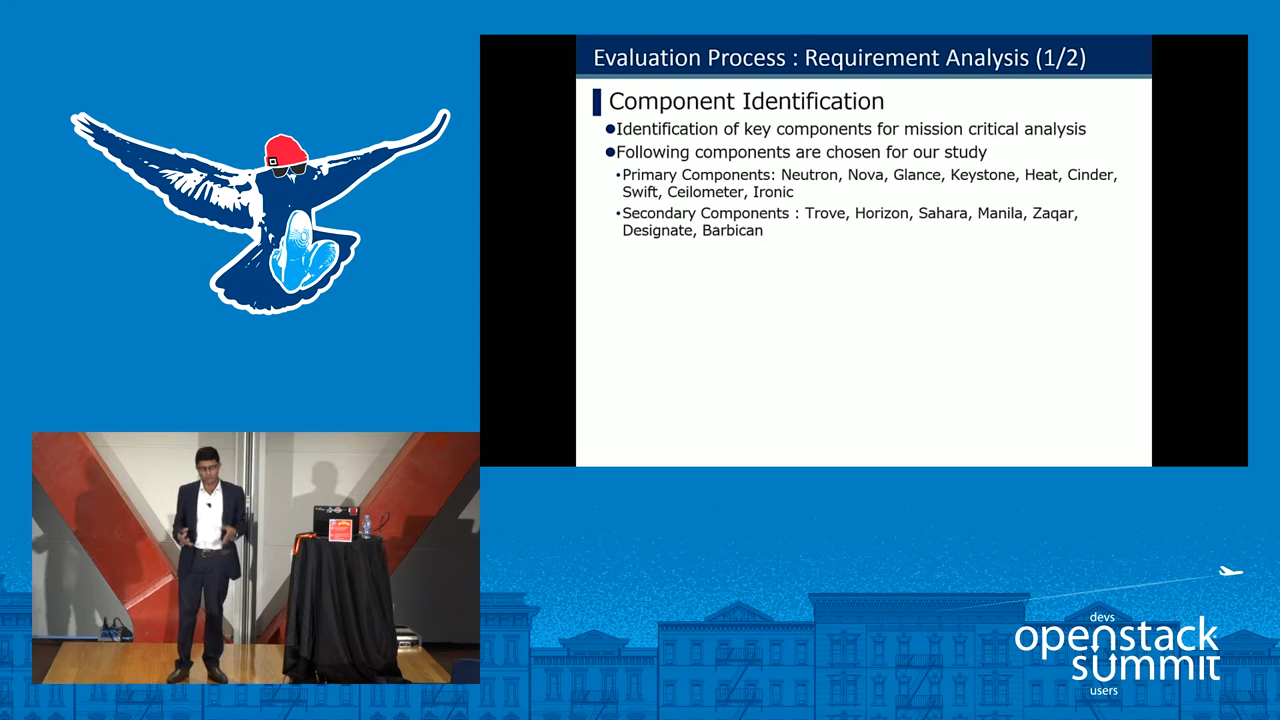 Evaluation Process : Requirement Analysis (1/2)
Component Identification
●Identification of key components for mission critical analysis
●Following components are chosen for our study
•Primary Components: Neutron, Nova, Glance, Keystone, Heat, Cinder,
Swift, Ceilometer, Ironic
•Secondary Components : Trove, Horizon, Sahara, Manila, Zaqar,
Designate, Barbican
devs
openstack
summit
users